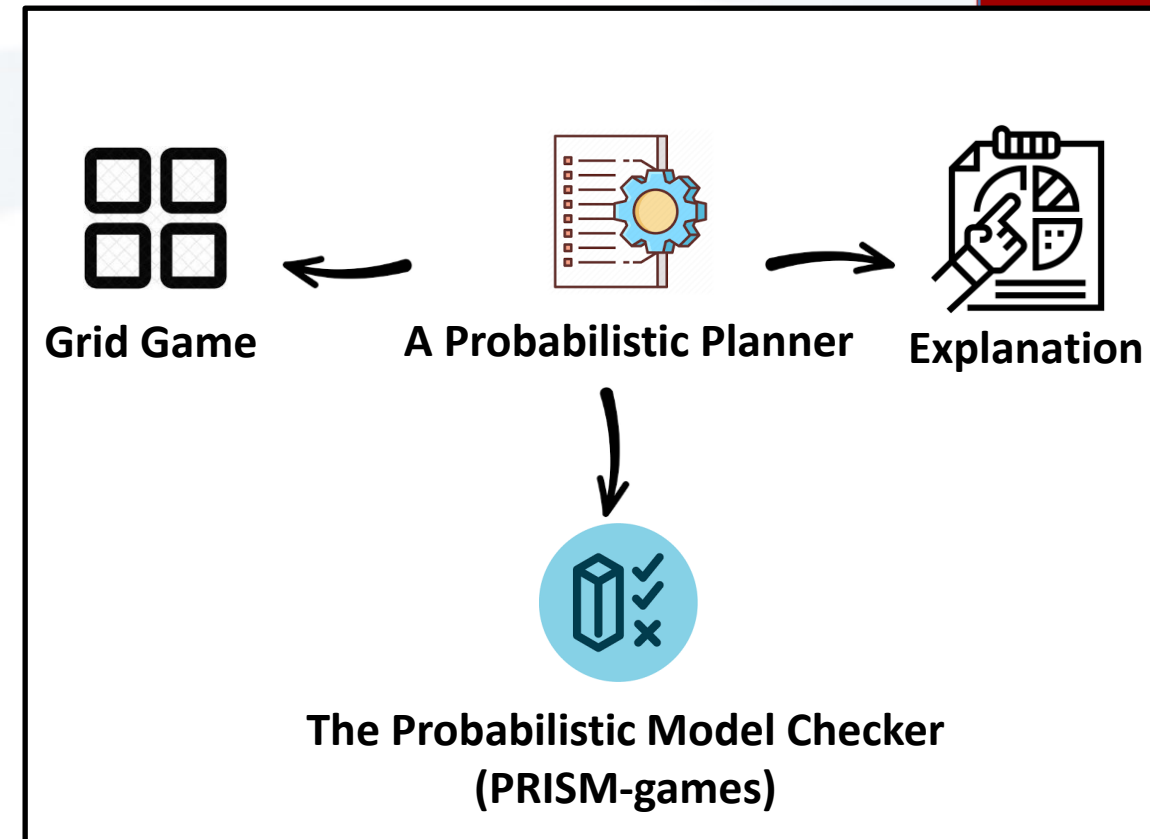 Grid Game
A Probabilistic Planner
Explanation
The Probabilistic Model Checker
(PRISM-games)